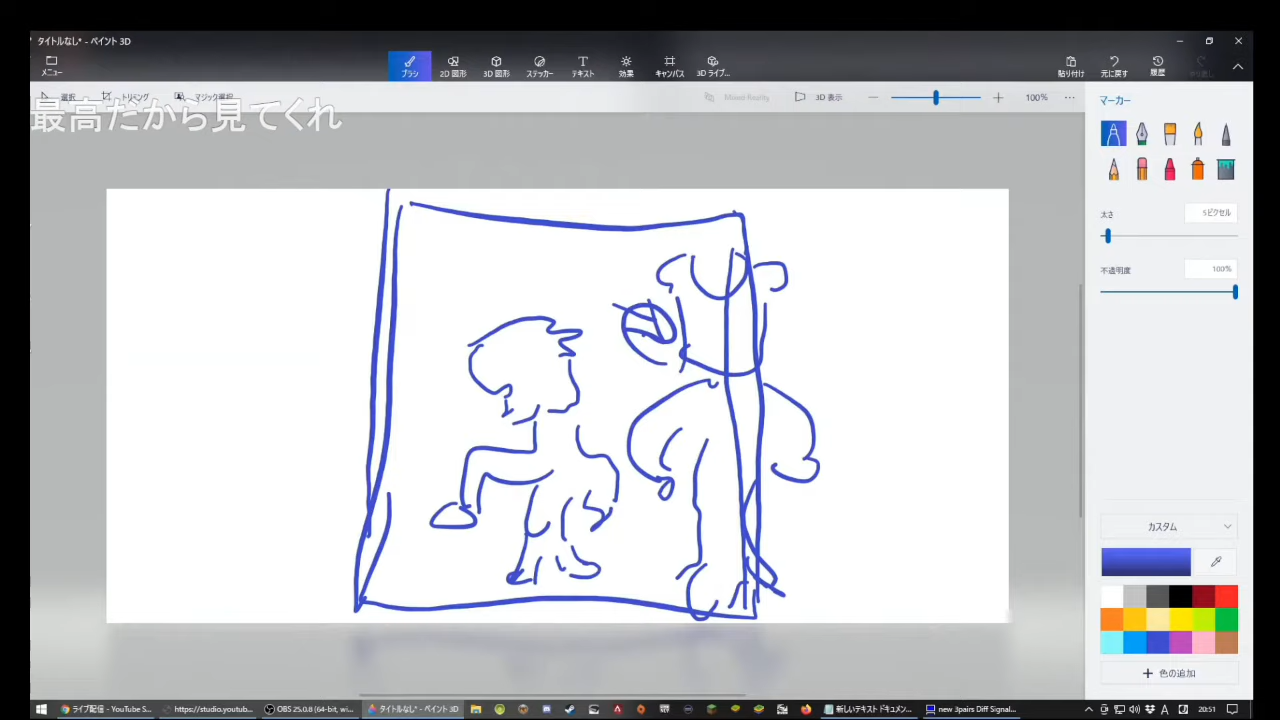 タイトルなし* - ペイント 3D
メニュー
ブラシ
2D 図形
3D 図形
ステッカー
テキスト
効果
キャンバス
3D ライブ...
貼り付け
元に戻す
履歴
やり直し
選択
トリミング
マジック選択
Mixed Reality
3D 表示
100%
最高だから見てくれ
マーカー
太さ
5ピクセル
不透明度
100%
カスタム
色の追加
ライブ配信 - YouTube S...
https://studio.youtub...
OBS 25.0.8 (64-bit, wi...
タイトルなし* - ペイント 3D
新しいテキスト ドキュメン...
new 3pairs Diff Signal...
A
20:51